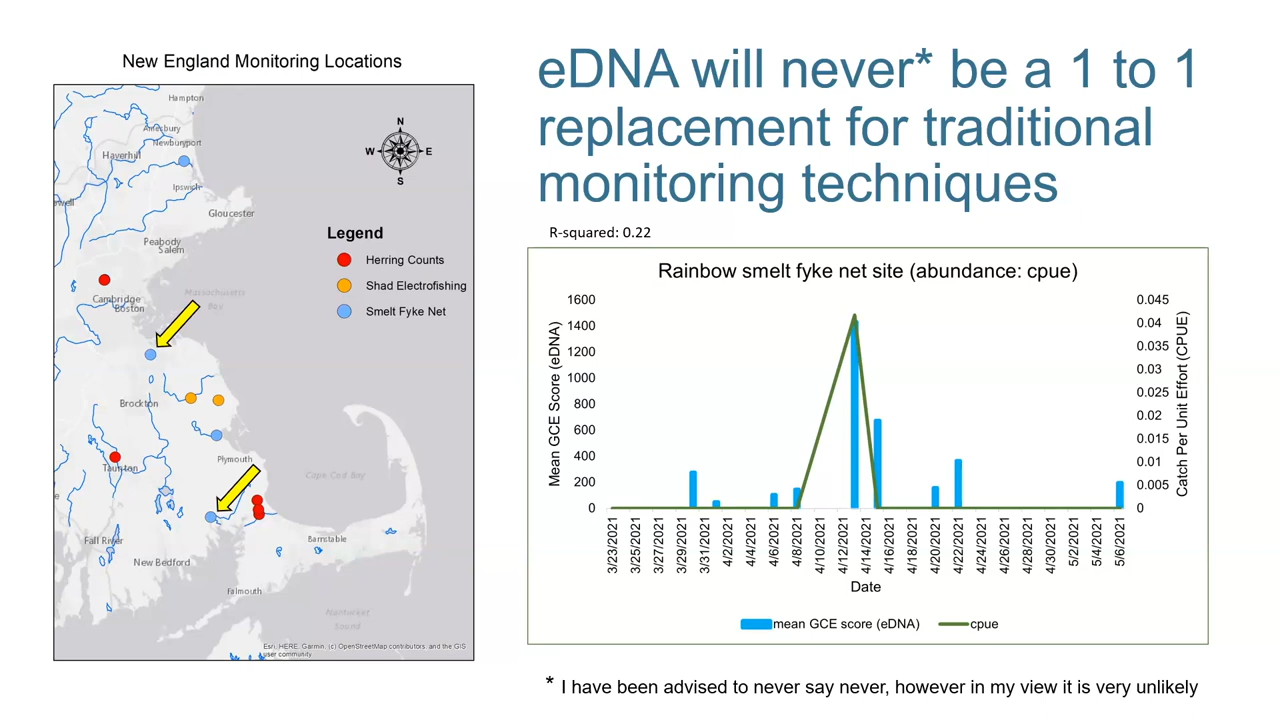 New England Monitoring Locations
Hampton
Amesbury
Newburyport
Haverhill
Ipswich
well
Gloucester
Peabody
Salem
Cambridge
Boston
Massachusetts
Bay
Brockton
Plymouth
Cape Cod Bay
Taunton
e
Fall River
Barnstable
New Bedford
Falmouth
Nantucket
Sound
N
W E
S
Legend
Herring Counts
Shad Electrofishing
Smelt Fyke Net
Esri, HERE, Garmin, (c) OpenStreetMap contributors, and the GIS
user community
eDNA will never* be a 1 to 1
replacement for traditional
monitoring techniques
R-squared: 0.22
Rainbow smelt fyke net site (abundance: cpue)
Mean GCE Score (eDNA)
1600
1400
1200
1000
800
600
400
200
0
0.045
0.04
0.035
0.03
0.025
0.02
0.015
0.01
0.005
0
Catch Per Unit Effort (CPUE)
3/23/2021
3/25/2021
3/27/2021
3/29/2021
3/31/2021
4/2/2021
4/4/2021
4/6/2021
4/8/2021
4/10/2021
4/12/2021
4/14/2021
4/16/2021
4/18/2021
4/20/2021
4/22/2021
4/24/2021
4/26/2021
4/28/2021
4/30/2021
5/2/2021
5/4/2021
5/6/2021
Date
mean GCE score (eDNA)
cpue
* I have been advised to never say never, however in my view it is very unlikely